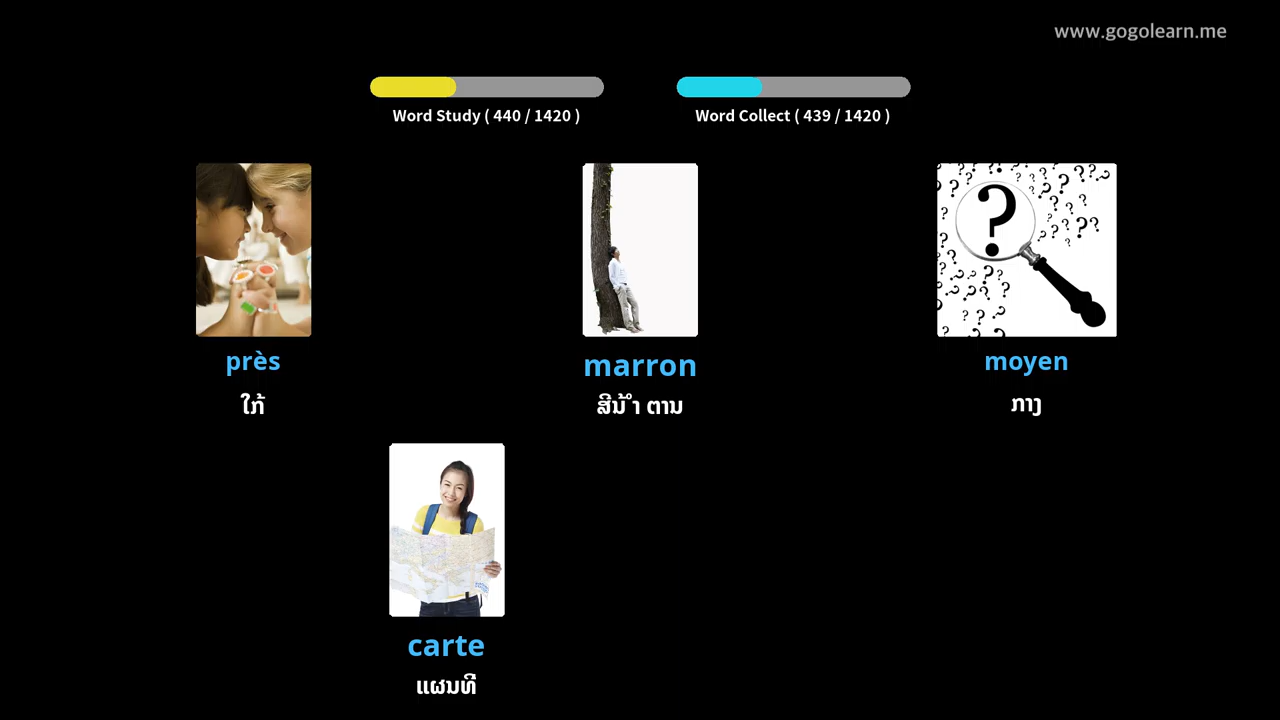 www.gogolearn.me
Word Study ( 440 / 1420 )
Word Collect ( 439 / 1420 )
près
ໃກ້
marron
ສີນ້ຳ ຕານ
moyen
ກາງ
carte
ແຜນທີ